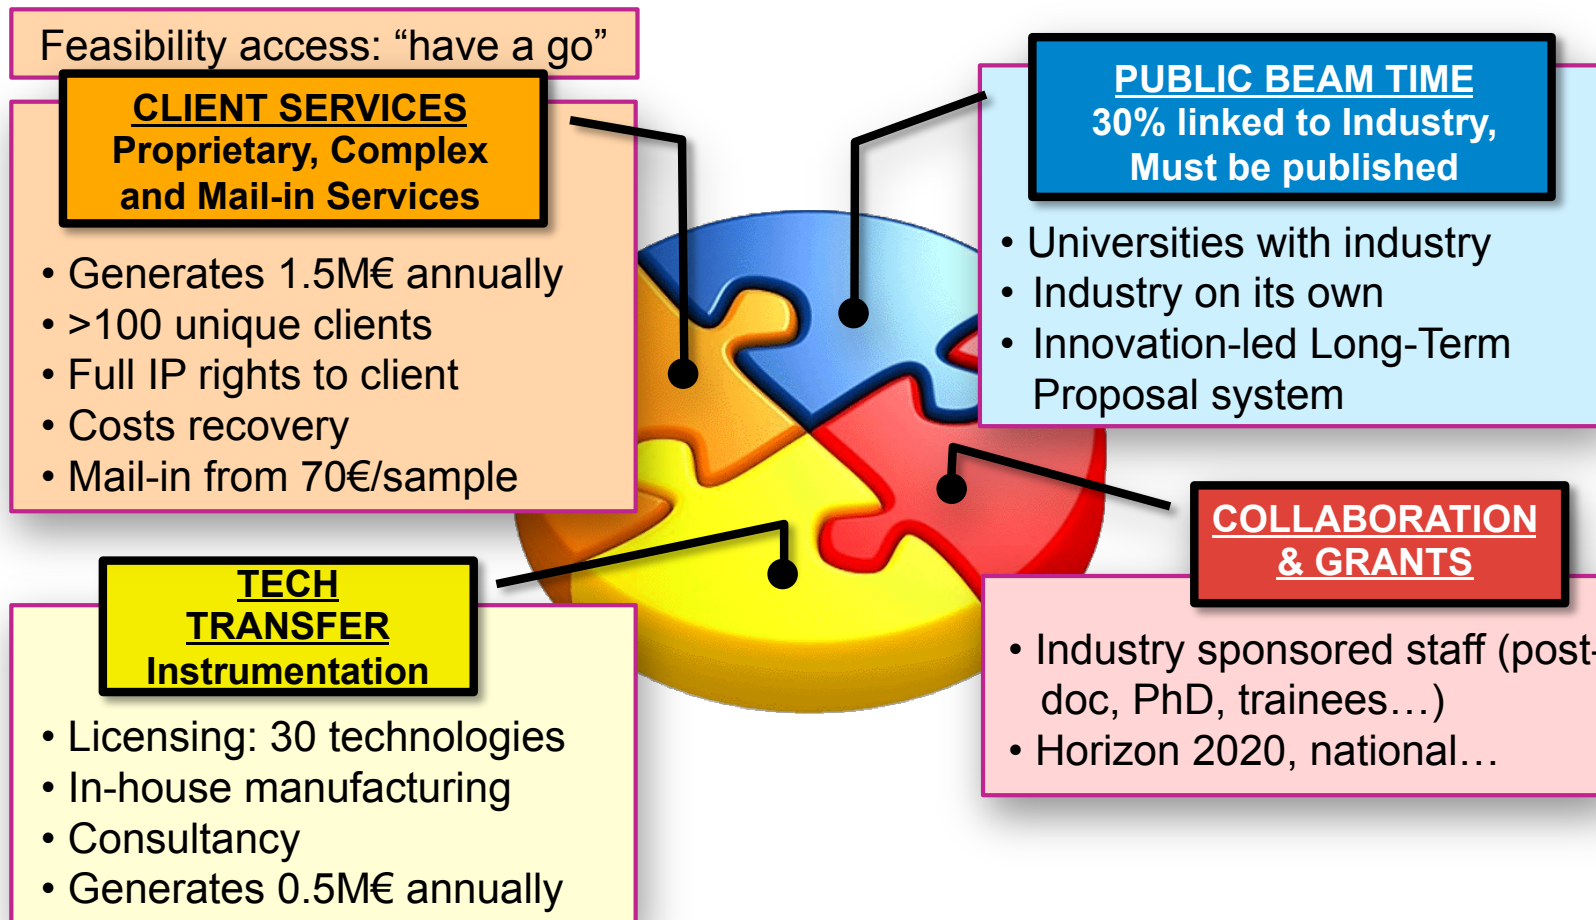 Feasibility access: “have a go”
CLIENT SERVICES
Proprietary, Complex
and Mail-in Services
• Generates 1.5M€ annually
• >100 unique clients
• Full IP rights to client
• Costs recovery
• Mail-in from 70€/sample
PUBLIC BEAM TIME
30% linked to Industry,
Must be published
• Universities with industry
• Industry on its own
• Innovation-led Long-Term
Proposal system
TECH
TRANSFER
Instrumentation
• Licensing: 30 technologies
• In-house manufacturing
• Consultancy
• Generates 0.5M€ annually
COLLABORATION
& GRANTS
• Industry sponsored staff (post-
doc, PhD, trainees…)
• Horizon 2020, national…